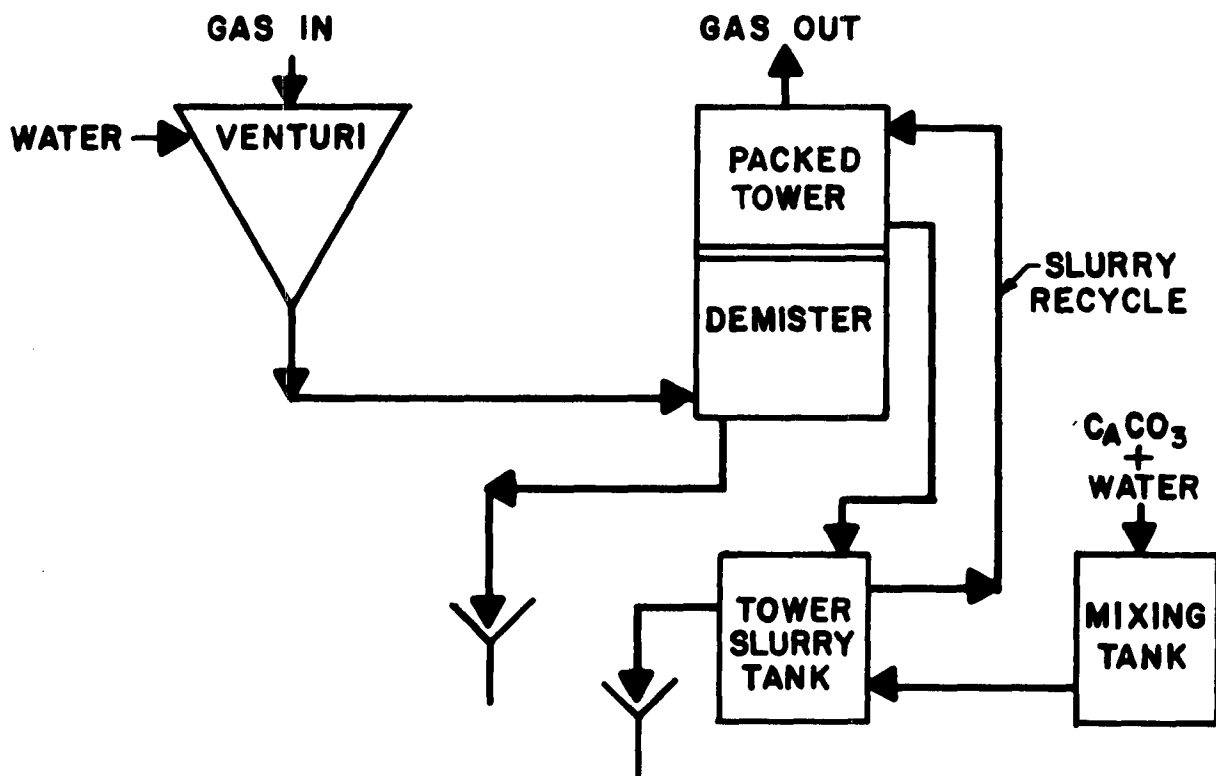 GAS IN
GAS OUT
WATER
VENTURI
PACKED
TOWER
DEMISTER
SLURRY
RECYCLE
CACO3
+
WATER
TOWER
SLURRY
TANK
MIXING
TANK